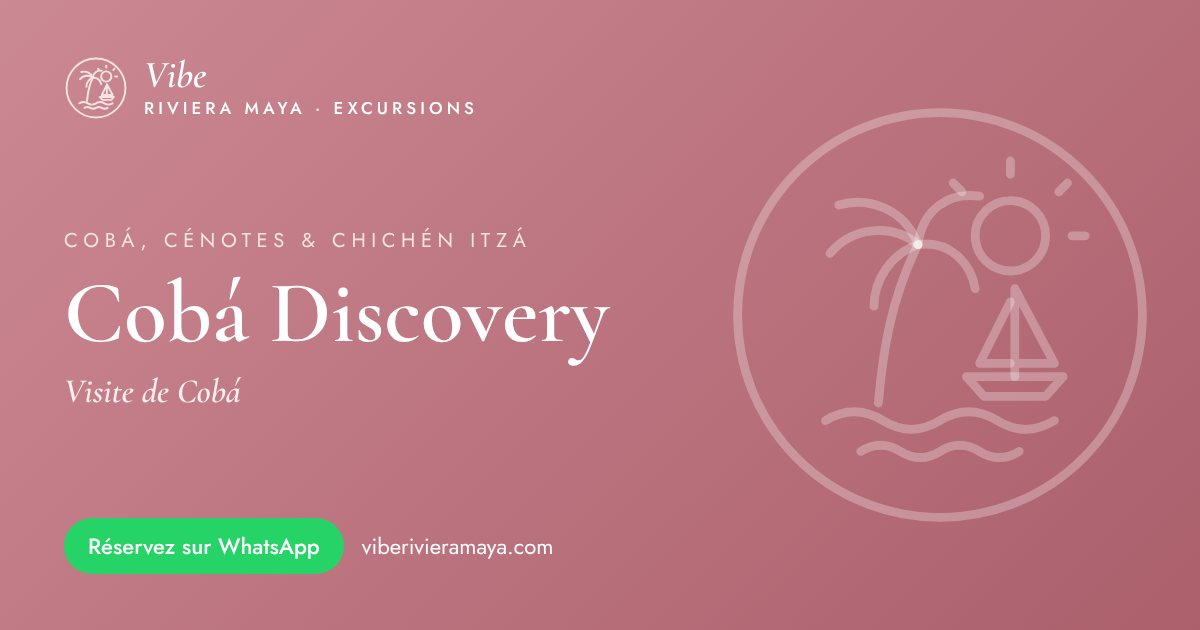 Vibe
RIVIERA MAYA · EXCURSIONS
COBÁ, CÉNOTES & CHICHÉN ITZÁ
Cobá Discovery
Visite de Cobá
Réservez sur WhatsApp
viberivieramaya.com